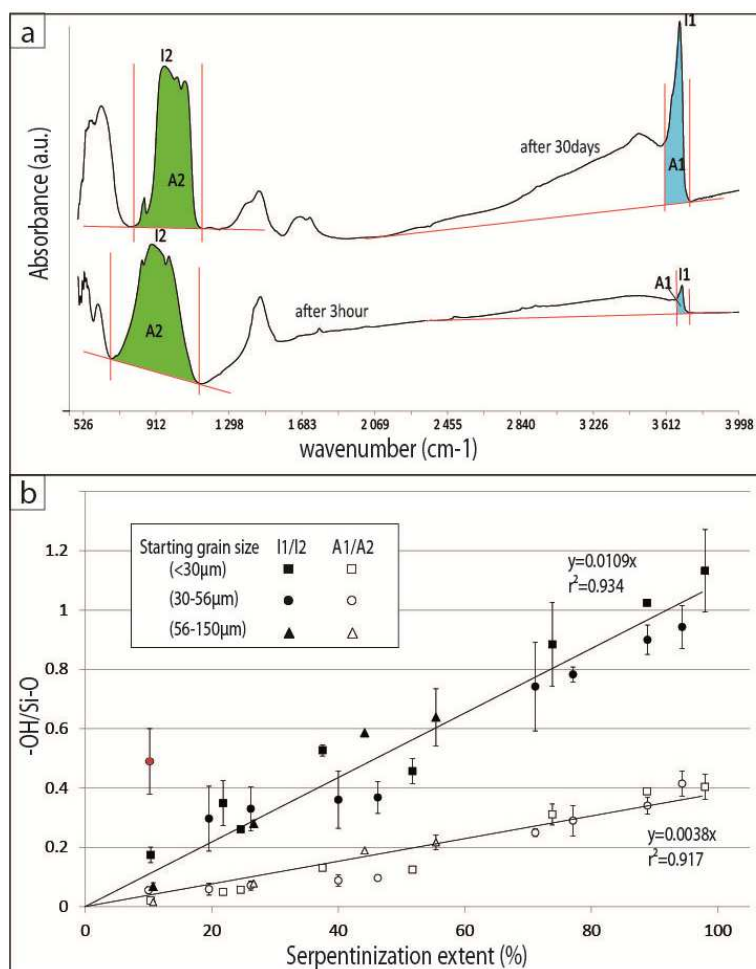 a
I1
I2
A2
after 30days
A1
Absorbance (a.u.)
I2
A2
after 3hour
A1
I1
526 912 1 298 1 683 2 069 2 455 2 840 3 226 3 612 3 998
wavenumber (cm-1)
b
Starting grain size I1/I2 A1/A2
(<30µm)
(30-56µm)
(56-150µm)
y=0.0109x
r²=0.934
1.2
1
0.8
0.6
0.4
0.2
0
-OH/Si-O
y=0.0038x
r²=0.917
0 20 40 60 80 100
Serpentinization extent (%)